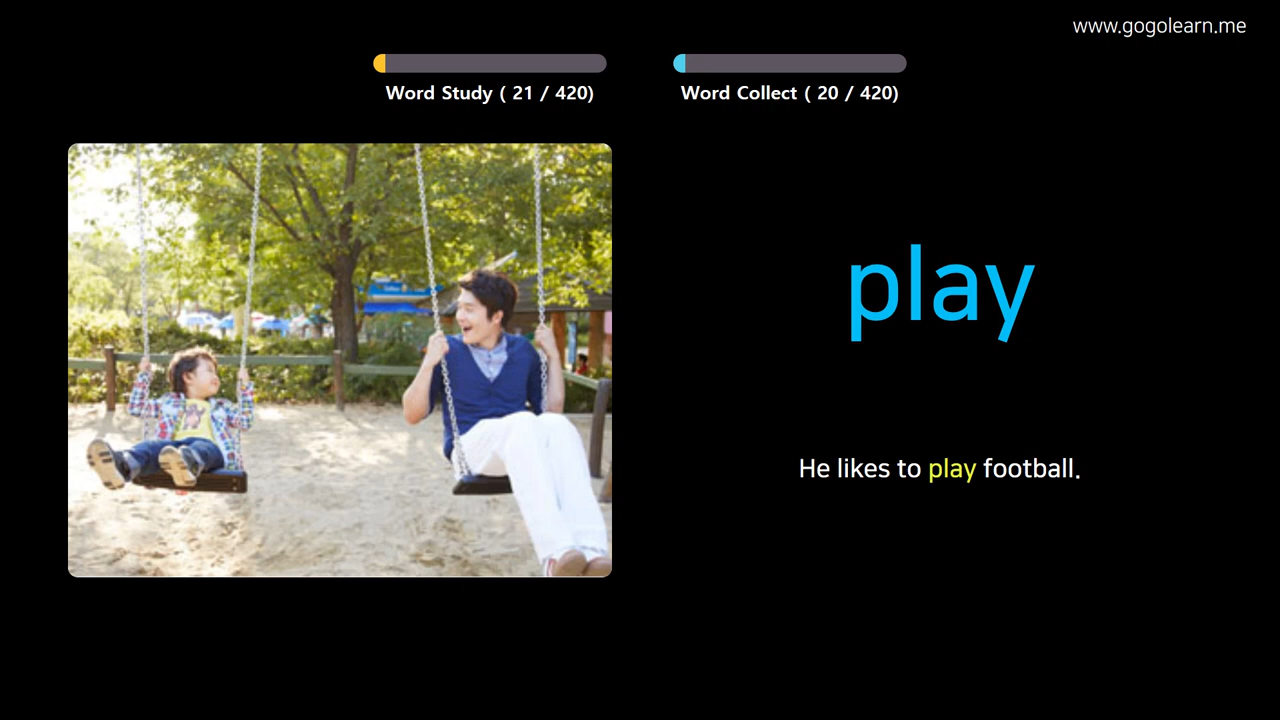 www.gogolearn.me
Word Study ( 21 / 420)
Word Collect ( 20 / 420)
play
He likes to play football.